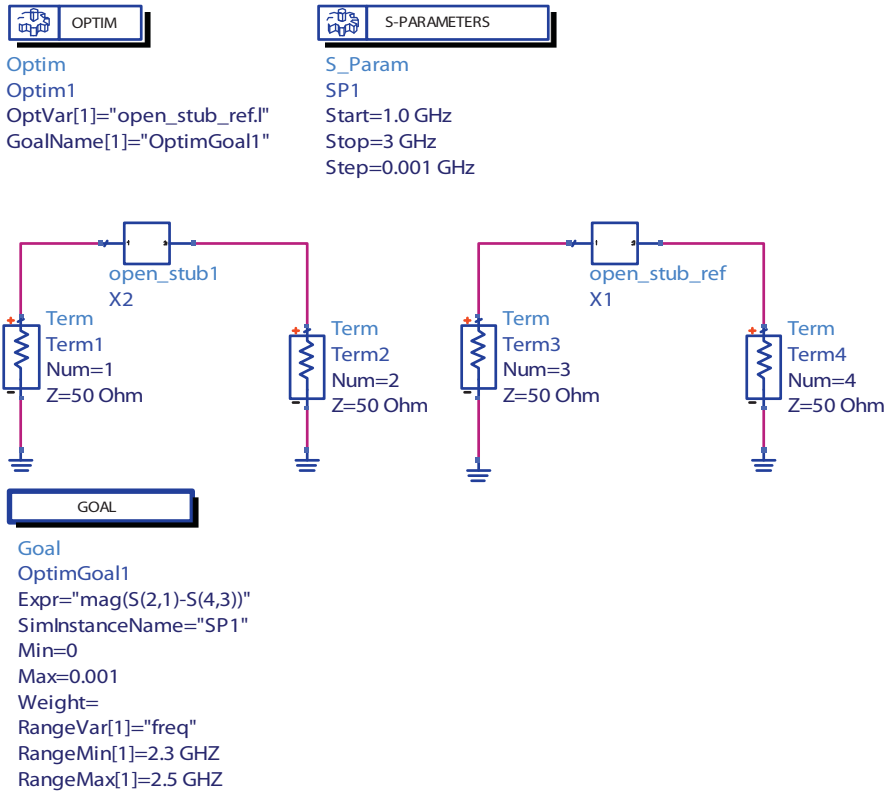 OPTIM
Optim
Optim1
OptVar[1]="open_stub_ref.l"
GoalName[1]="OptimGoal1"
S-PARAMETERS
S_Param
SP1
Start=1.0 GHz
Stop=3 GHz
Step=0.001 GHz
1 2
open_stub1
X2
+
Term
Term1
Num=1
Z=50 Ohm
-
+
Term
Term2
Num=2
Z=50 Ohm
-
1 2
open_stub_ref
X1
+
Term
Term3
Num=3
Z=50 Ohm
-
+
Term
Term4
Num=4
Z=50 Ohm
-
GOAL
Goal
OptimGoal1
Expr="mag(S(2,1)-S(4,3))"
SimInstanceName="SP1"
Min=0
Max=0.001
Weight=
RangeVar[1]="freq"
RangeMin[1]=2.3 GHZ
RangeMax[1]=2.5 GHZ